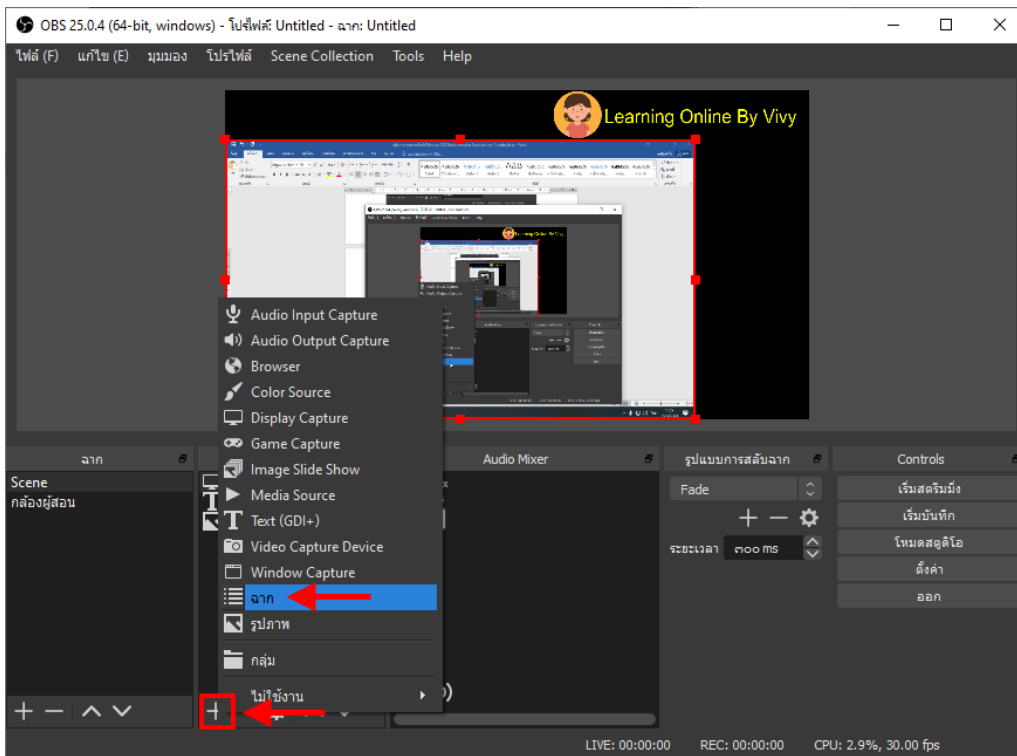 OBS 25.0.4 (64-bit, windows) - โปรไฟล์: Untitled - ฉาก: Untitled
ไฟล์ (F) แก้ไข (E) มุมมอง โปรไฟล์ Scene Collection Tools Help
Learning Online By Vivy
Audio Input Capture
Audio Output Capture
Browser
Color Source
Display Capture
Game Capture
Image Slide Show
Media Source
Text (GDI+)
Video Capture Device
Window Capture
ฉาก
รูปภาพ
กลุ่ม
ไม่ใช้งาน
ฉาก
Scene
กล้องผู้สอน
Audio Mixer
รูปแบบการสลับฉาก
Fade
ระยะเวลา ๓๐๐ ms
Controls
เริ่มสตรีมมิ่ง
เริ่มบันทึก
โหมดสตูดิโอ
ตั้งค่า
ออก
LIVE: 00:00:00 REC: 00:00:00 CPU: 2.9%, 30.00 fps